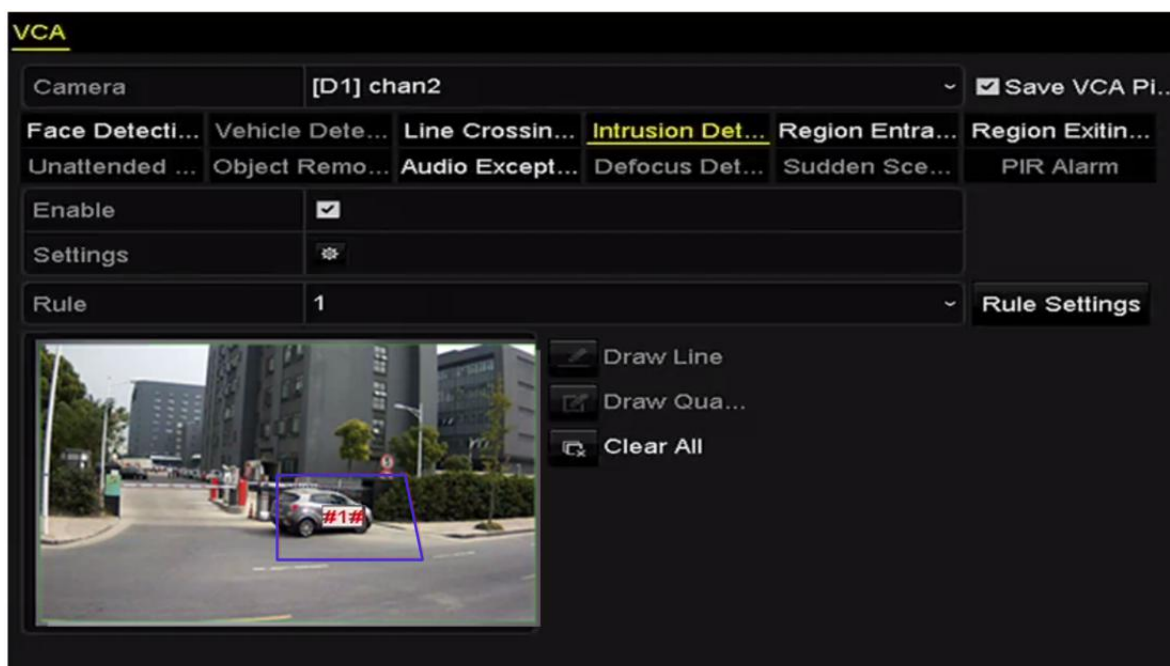 VCA
Camera [D1] chan2 Save VCA Pi...
Face Detecti... Vehicle Dete... Line Crossin... Intrusion Det... Region Entra... Region Exitin...
Unattended ... Object Remo... Audio Except... Defocus Det... Sudden Sce... PIR Alarm
Enable
Settings
Rule 1 Rule Settings
Draw Line
Draw Qua...
Clear All
#1#